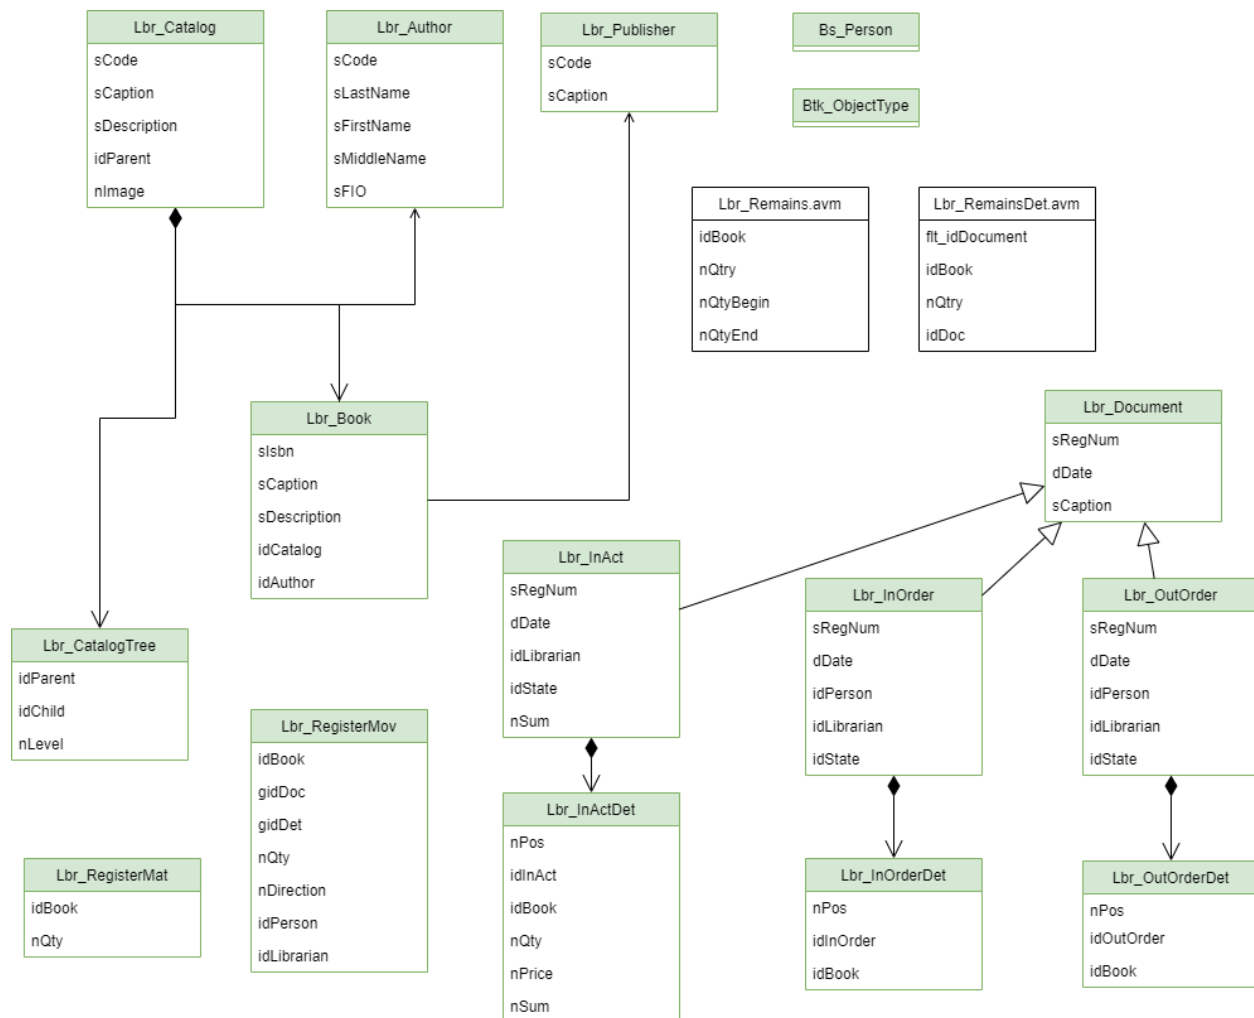 Lbr_Catalog
sCode
sCaption
sDescription
idParent
nImage
Lbr_Author
sCode
sLastName
sFirstName
sMiddleName
sFIO
Lbr_Publisher
sCode
sCaption
Bs_Person
Btk_ObjectType
Lbr_Remains.avm
idBook
nQtry
nQtyBegin
nQtyEnd
Lbr_RemainsDet.avm
flt_idDocument
idBook
nQtry
idDoc
Lbr_Book
sIsbn
sCaption
sDescription
idCatalog
idAuthor
Lbr_Document
sRegNum
dDate
sCaption
Lbr_InAct
sRegNum
dDate
idLibrarian
idState
nSum
Lbr_InOrder
sRegNum
dDate
idPerson
idLibrarian
idState
Lbr_OutOrder
sRegNum
dDate
idPerson
idLibrarian
idState
Lbr_CatalogTree
idParent
idChild
nLevel
Lbr_RegisterMov
idBook
gidDoc
gidDet
nQty
nDirection
idPerson
idLibrarian
Lbr_InActDet
nPos
idInAct
idBook
nQty
nPrice
nSum
Lbr_RegisterMat
idBook
nQty
Lbr_InOrderDet
nPos
idInOrder
idBook
Lbr_OutOrderDet
nPos
idOutOrder
idBook